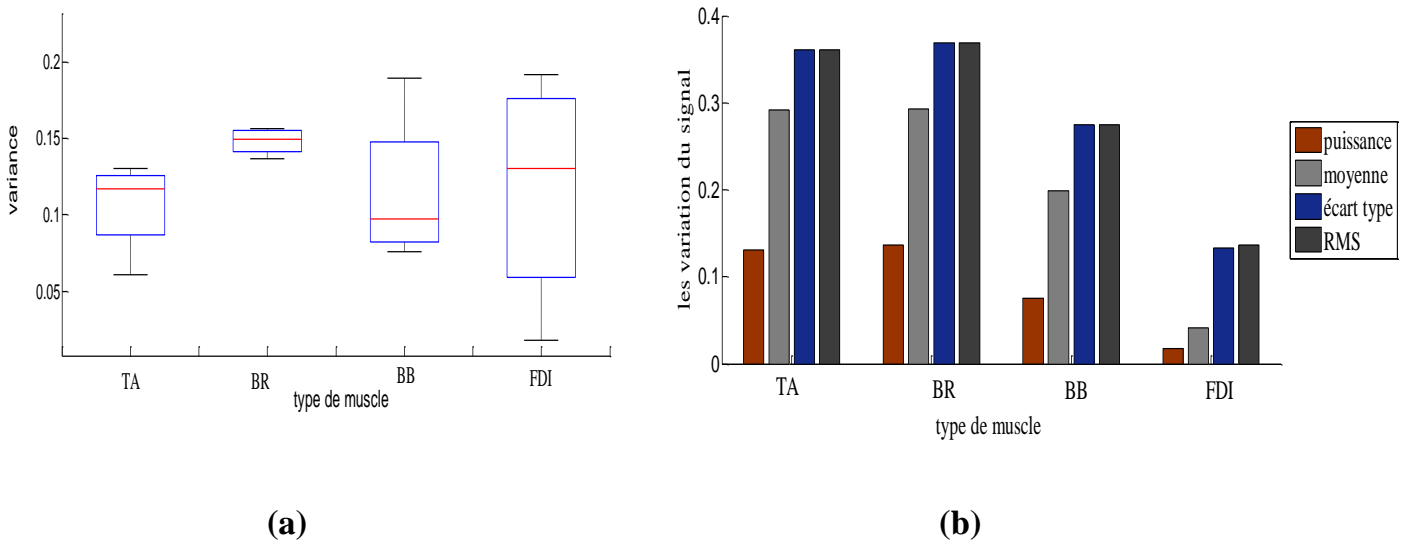 variance
0.2
0.15
0.1
0.05
TA
BR
BB
FDI
type de muscle
(a)
les variation du signal
0.4
0.3
0.2
0.1
0
TA
BR
BB
FDI
type de muscle
puissance
moyenne
écart type
RMS
(b)